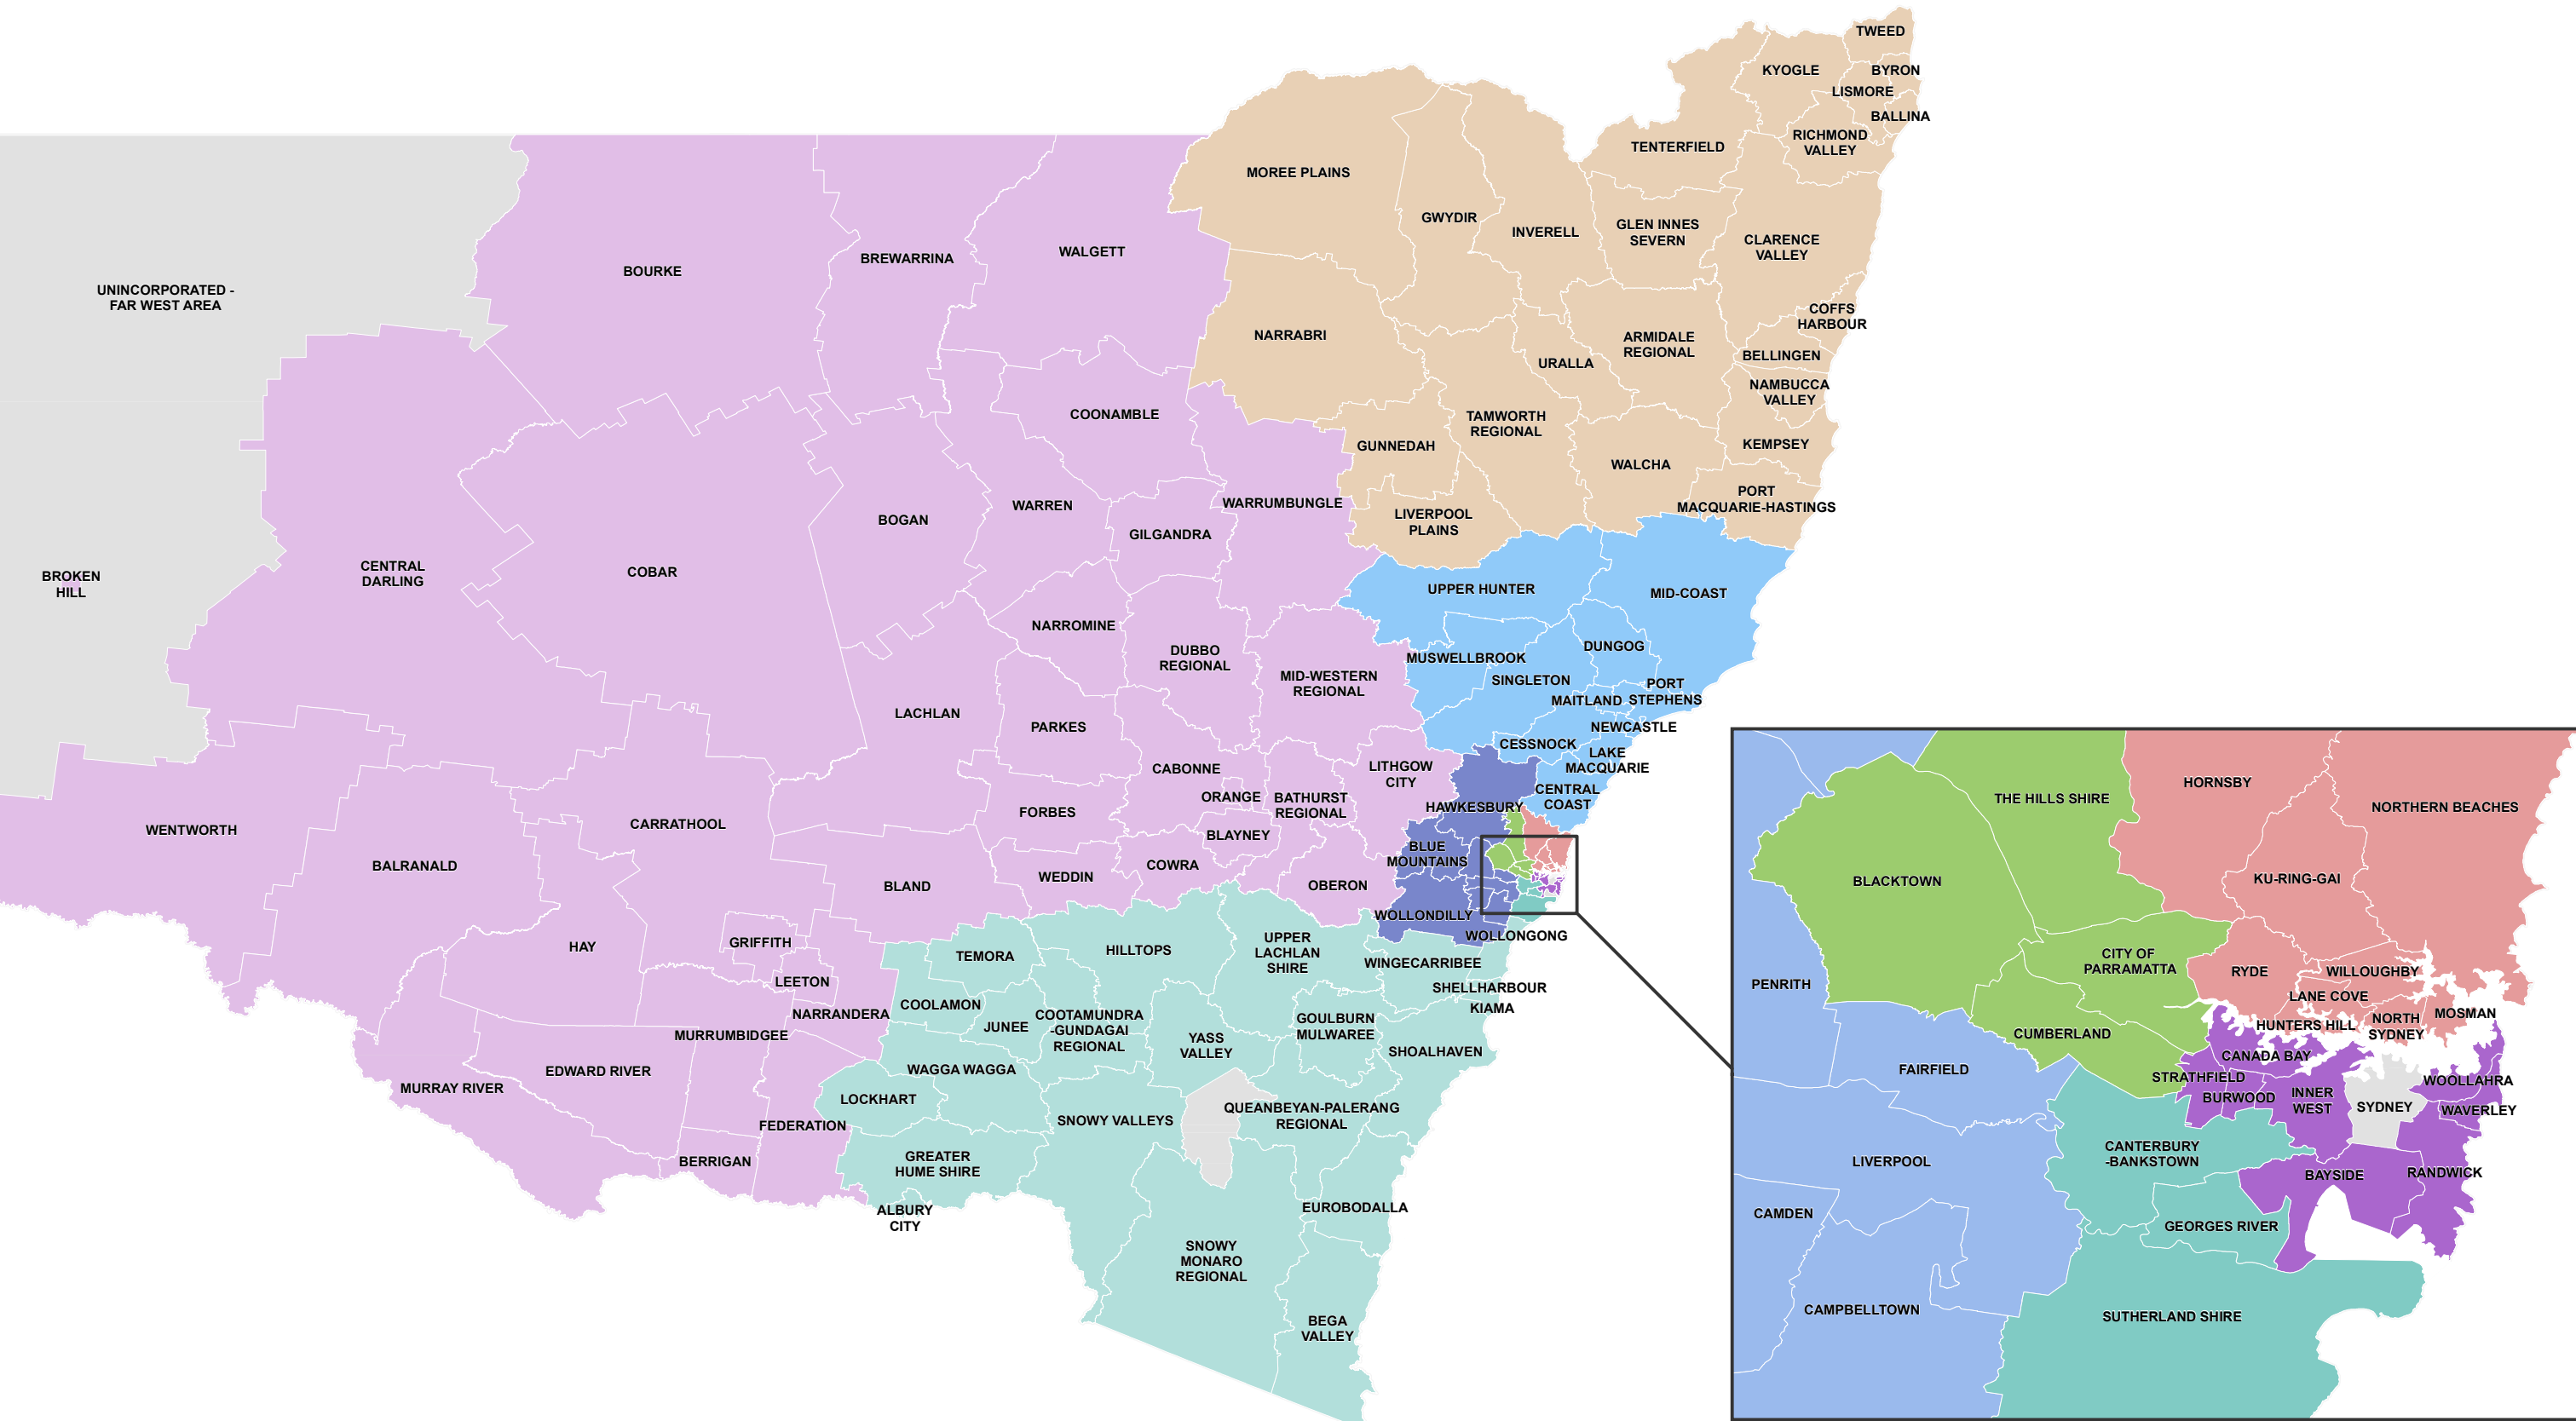 TWEED
KYOGLE
BYRON
LISMORE
BALLINA
RICHMOND
VALLEY
TENTERFIELD
MOREE PLAINS
GWYDIR
INVERELL
GLEN INNES
SEVERN
CLARENCE
VALLEY
WALGETT
BREWARRINA
BOURKE
UNINCORPORATED -
FAR WEST AREA
COFFS
HARBOUR
NARRABRI
ARMIDALE
REGIONAL
URALLA
BELLINGEN
NAMBUCCA
VALLEY
COONAMBLE
TAMWORTH
REGIONAL
GUNNEDAH
KEMPSEY
WALCHA
PORT
MACQUARIE-HASTINGS
WARREN
WARRUMBUNGLE
BOGAN
LIVERPOOL
PLAINS
GILGANDRA
CENTRAL
DARLING
COBAR
BROKEN
HILL
UPPER HUNTER
MID-COAST
NARROMINE
DUBBO
REGIONAL
DUNGOG
MUSWELLBROOK
MID-WESTERN
REGIONAL
SINGLETON
PORT
STEPHENS
MAITLAND
LACHLAN
PARKES
NEWCASTLE
CESSNOCK
LAKE
MACQUARIE
CABONNE
LITHGOW
CITY
CENTRAL
COAST
ORANGE
BATHURST
REGIONAL
HAWKESBURY
FORBES
WENTWORTH
CARRATHOOL
BLAYNEY
BALRANALD
BLUE
MOUNTAINS
COWRA
WEDDIN
BLAND
OBERON
WOLLONDILLY
WOLLONGONG
HAY
GRIFFITH
TEMORA
HILLTOPS
UPPER
LACHLAN
SHIRE
WINGECARRIBEE
LEETON
SHELLHARBOUR
KIAMA
COOLAMON
NARRANDERA
JUNEE
COOTAMUNDRA
-GUNDAGAI
REGIONAL
GOULBURN
MULWAREE
MURRUMBIDGEE
YASS
VALLEY
SHOALHAVEN
EDWARD RIVER
WAGGA WAGGA
MURRAY RIVER
LOCKHART
SNOWY VALLEYS
QUEANBEYAN-PALERANG
REGIONAL
FEDERATION
BERRIGAN
GREATER
HUME SHIRE
ALBURY
CITY
EUROBODALLA
SNOWY
MONARO
REGIONAL
BEGA
VALLEY
HORNSBY
THE HILLS SHIRE
NORTHERN BEACHES
BLACKTOWN
KU-RING-GAI
CITY OF
PARRAMATTA
RYDE
WILLOUGHBY
PENRITH
LANE COVE
MOSMAN
NORTH
SYDNEY
HUNTERS HILL
CUMBERLAND
CANADA BAY
FAIRFIELD
STRATHFIELD
WOOLLAHRA
BURWOOD
INNER
WEST
SYDNEY
WAVERLEY
CANTERBURY
-BANKSTOWN
LIVERPOOL
BAYSIDE
RANDWICK
CAMDEN
GEORGES RIVER
CAMPBELLTOWN
SUTHERLAND SHIRE